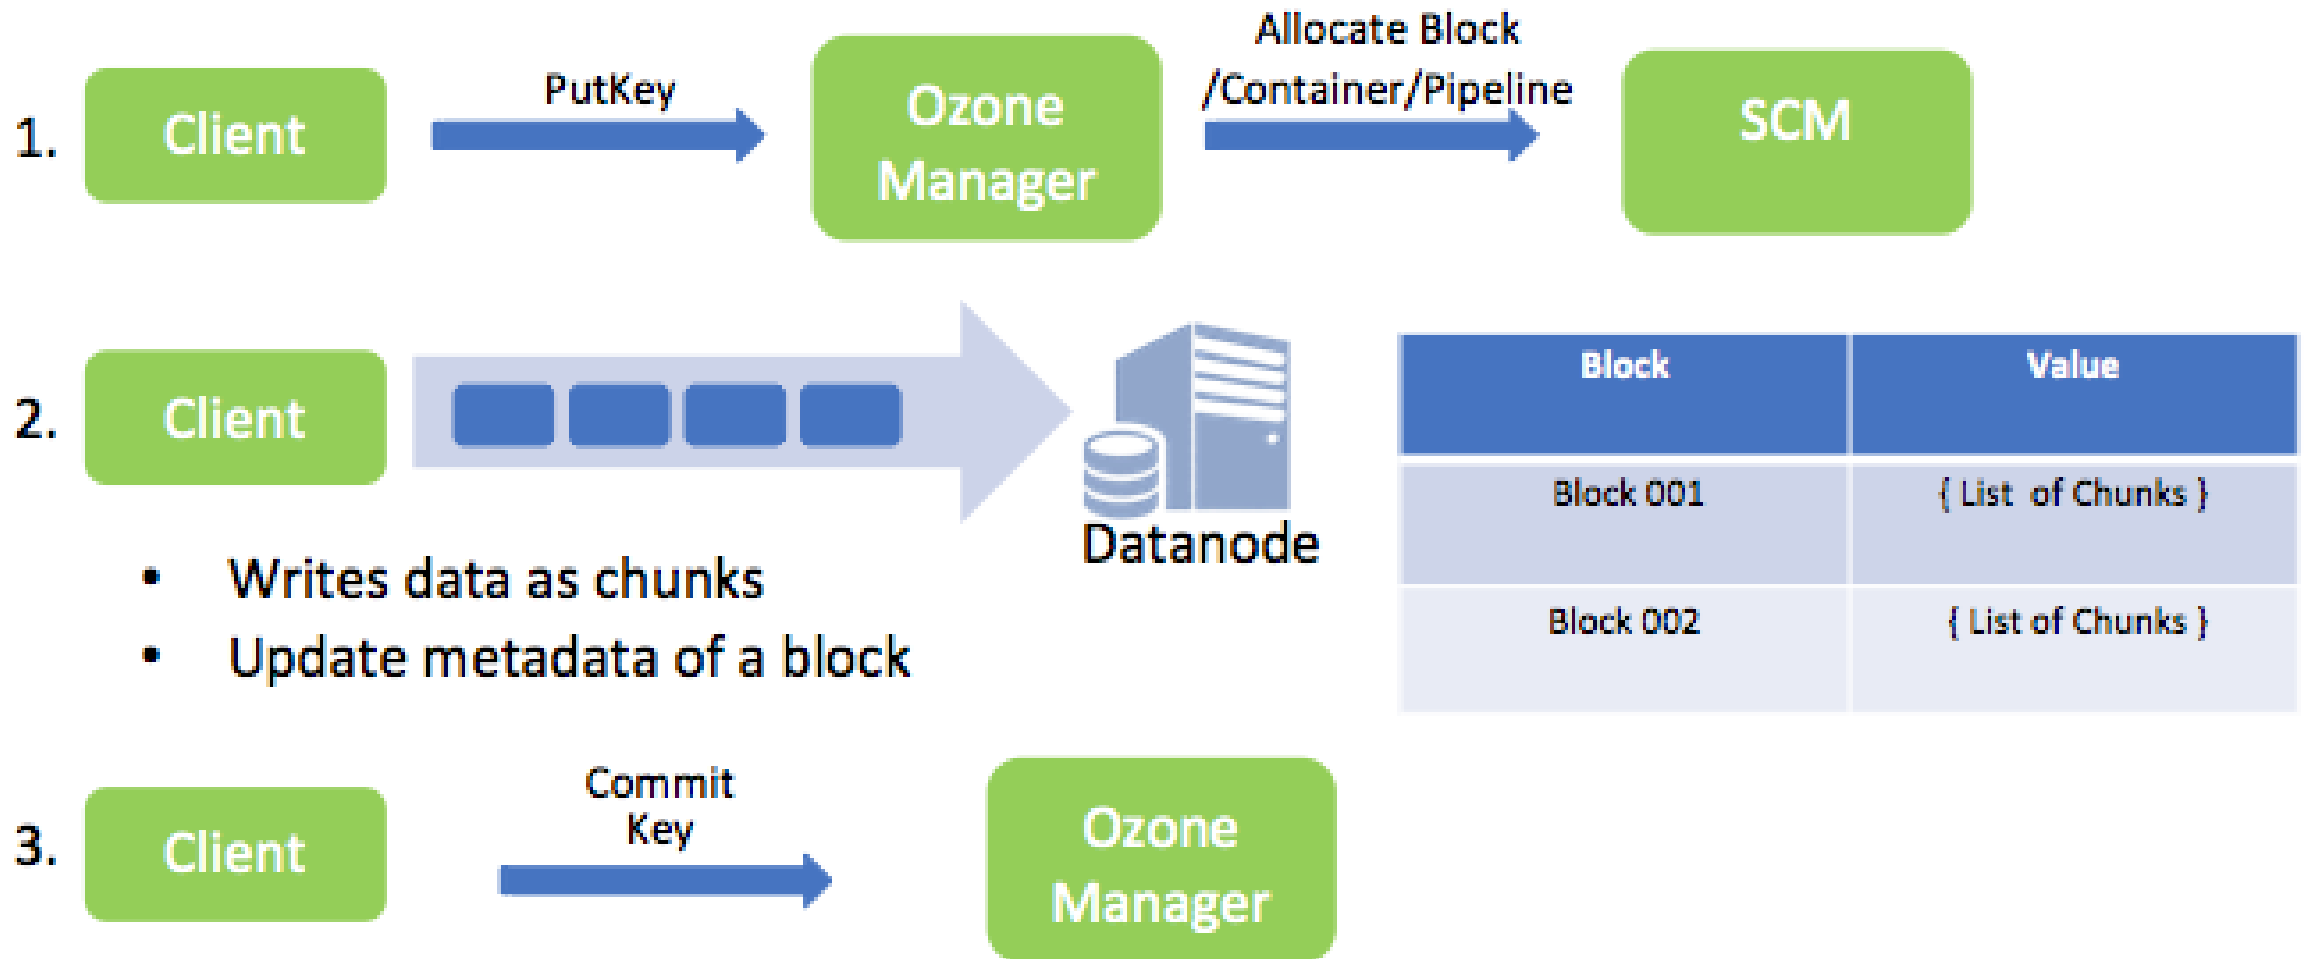 1.
Client
PutKey
Ozone
Manager
Allocate Block
/Container/Pipeline
SCM
2.
Client
Datanode
• Writes data as chunks
• Update metadata of a block
Block Value
Block 001 { List of Chunks }
Block 002 { List of Chunks }
3.
Client
Commit
Key
Ozone
Manager